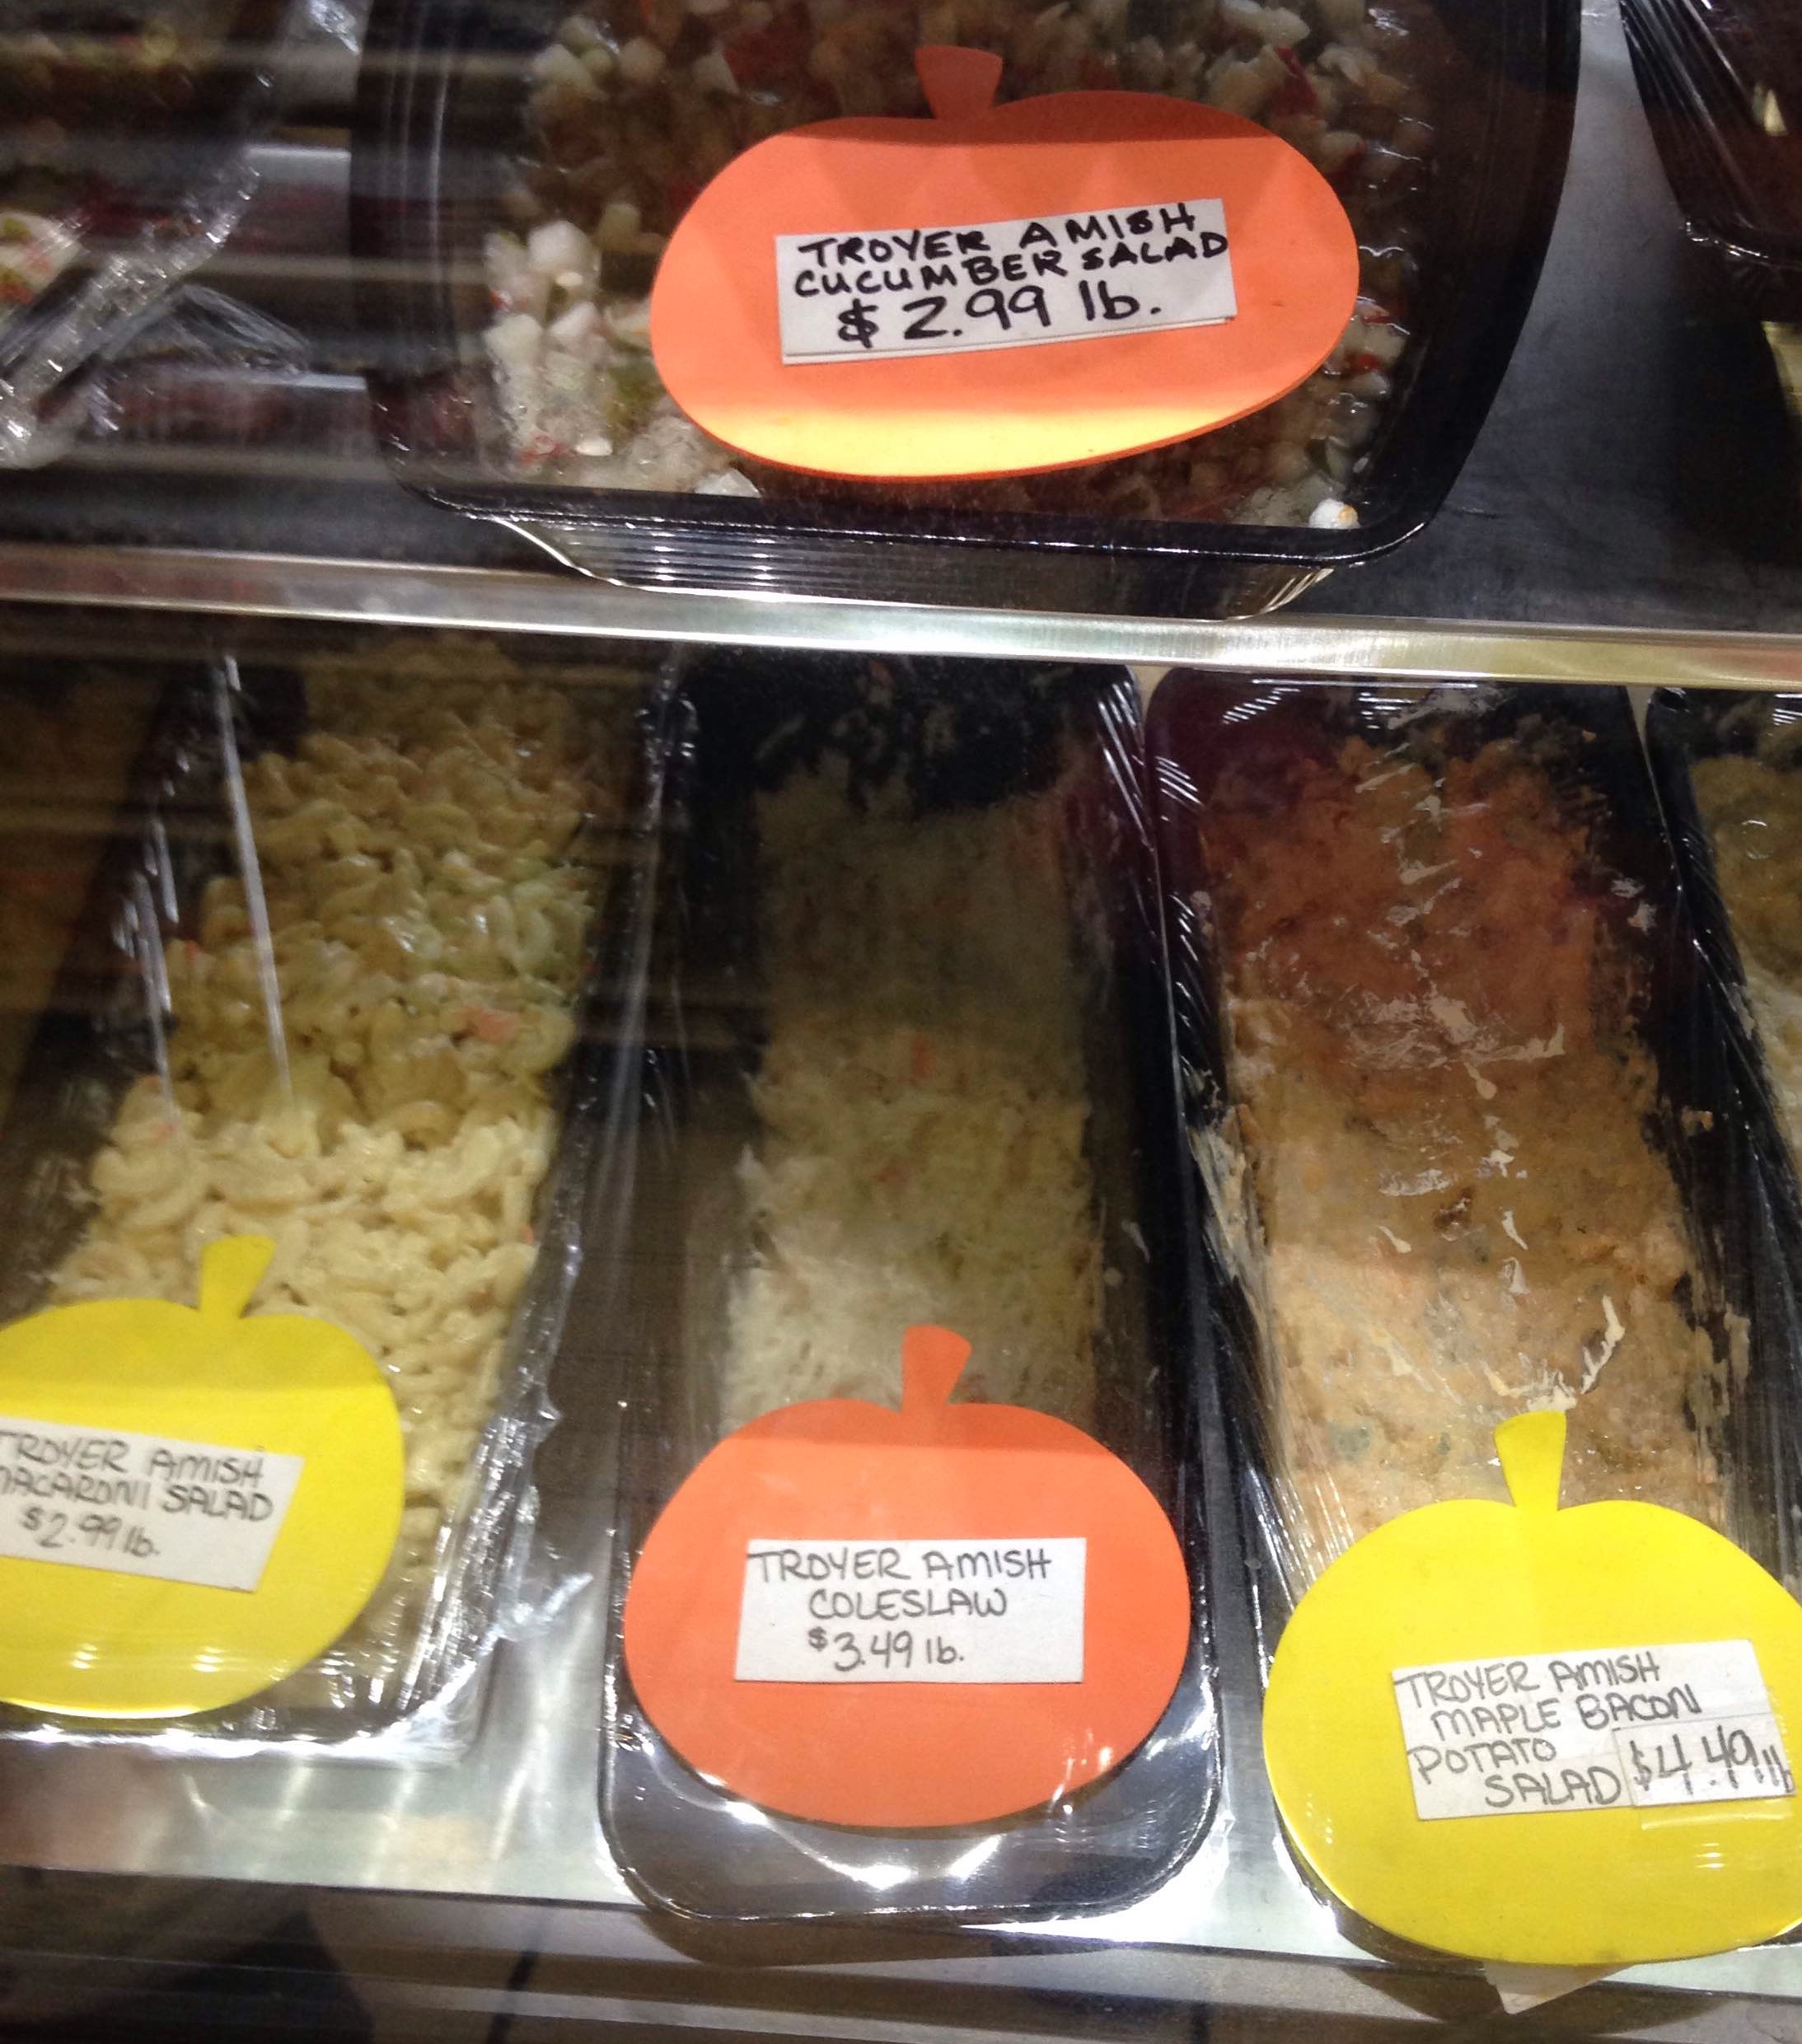 TROYER AMISH
CUCUMBER SALAD
$2.99 lb.
TROYER AMISH
MACARONI SALAD
$2.99 lb.
TROYER AMISH
COLESLAW
$3.49 lb.
TROYER AMISH
MAPLE BACON
POTATO
SALAD $4.49 lb